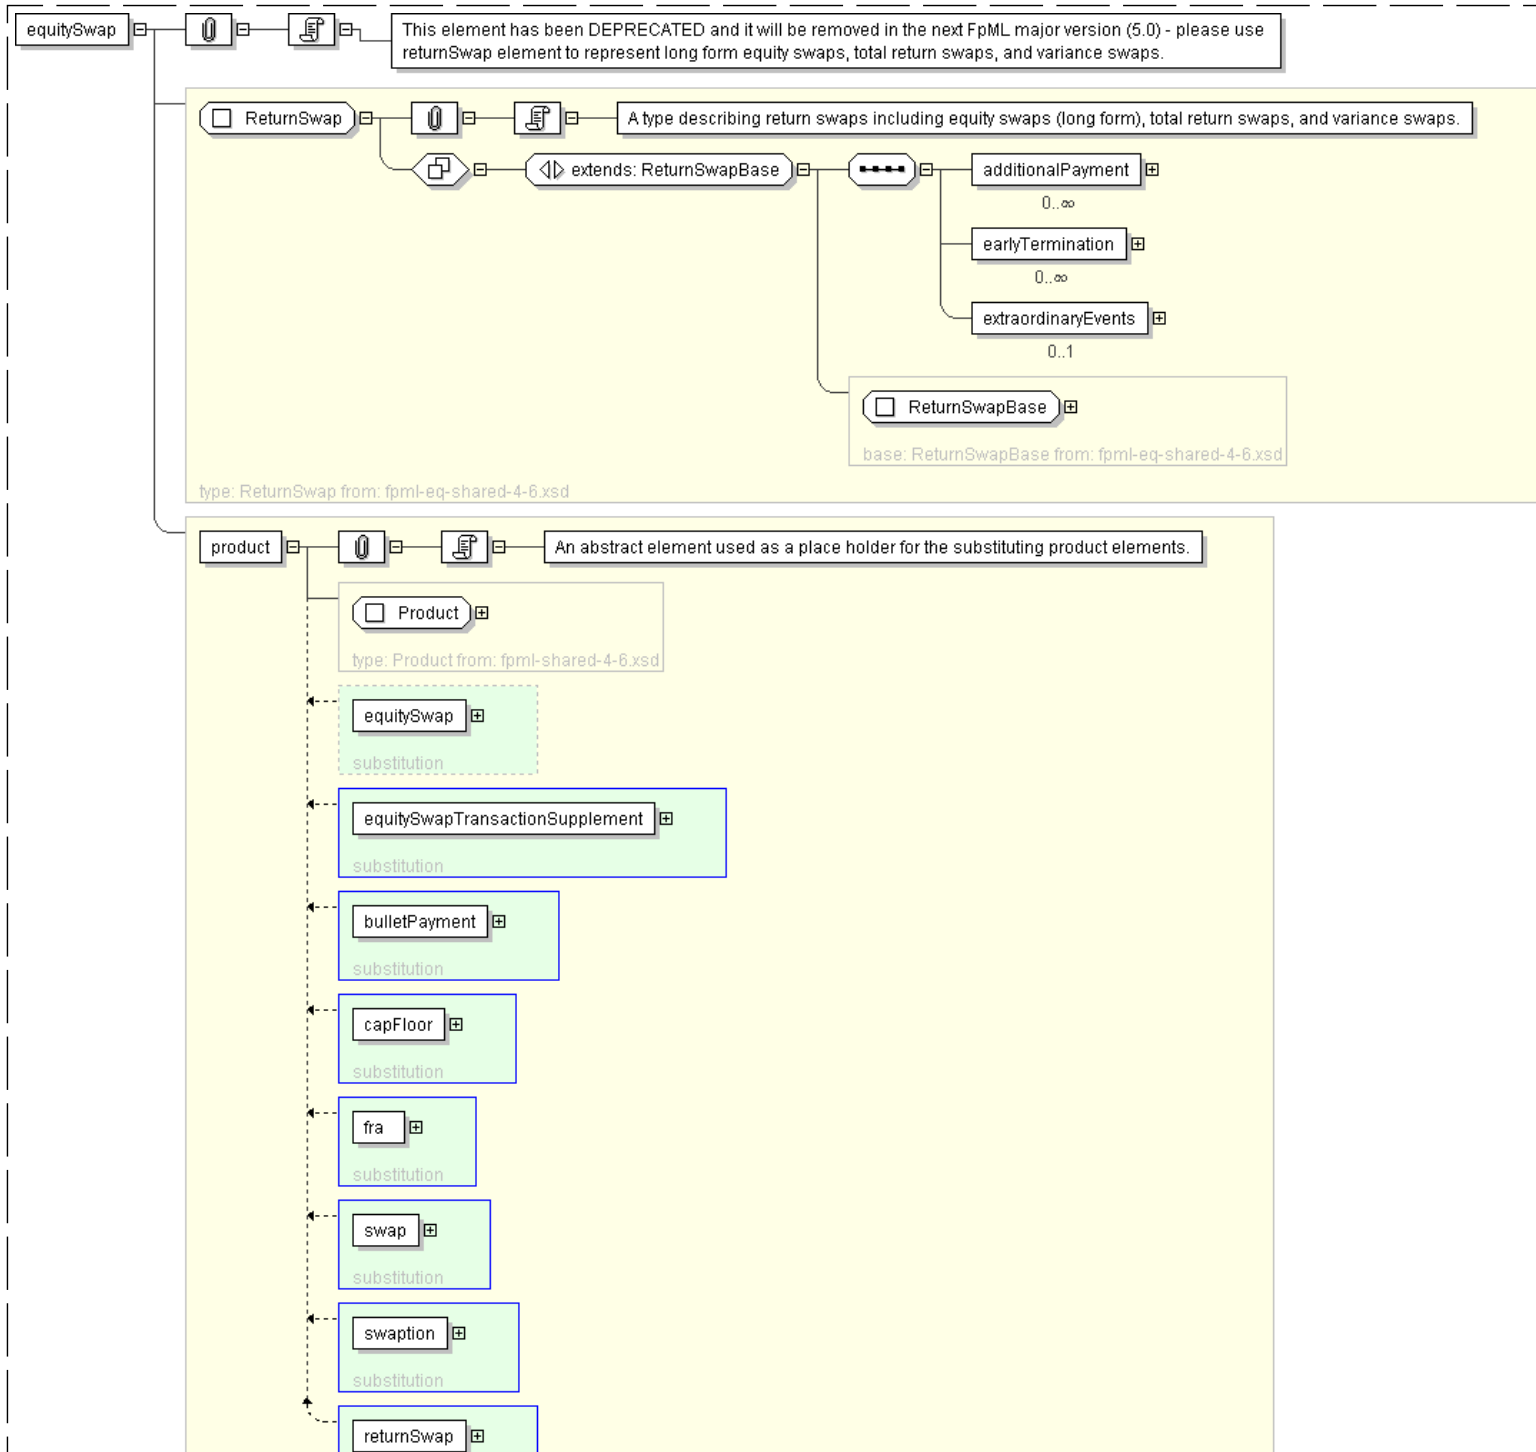 equitySwap
This element has been DEPRECATED and it will be removed in the next FpML major version (5.0) - please use
returnSwap element to represent long form equity swaps, total return swaps, and variance swaps.
ReturnSwap
A type describing return swaps including equity swaps (long form), total return swaps, and variance swaps.
extends: ReturnSwapBase
additionalPayment
0..∞
earlyTermination
0..∞
extraordinaryEvents
0..1
ReturnSwapBase
base: ReturnSwapBase from: fpml-eq-shared-4-6.xsd
type: ReturnSwap from: fpml-eq-shared-4-6.xsd
product
An abstract element used as a place holder for the substituting product elements.
Product
type: Product from: fpml-shared-4-6.xsd
equitySwap
substitution
equitySwapTransactionSupplement
substitution
bulletPayment
substitution
capFloor
substitution
fra
substitution
swap
substitution
swaption
substitution
returnSwap